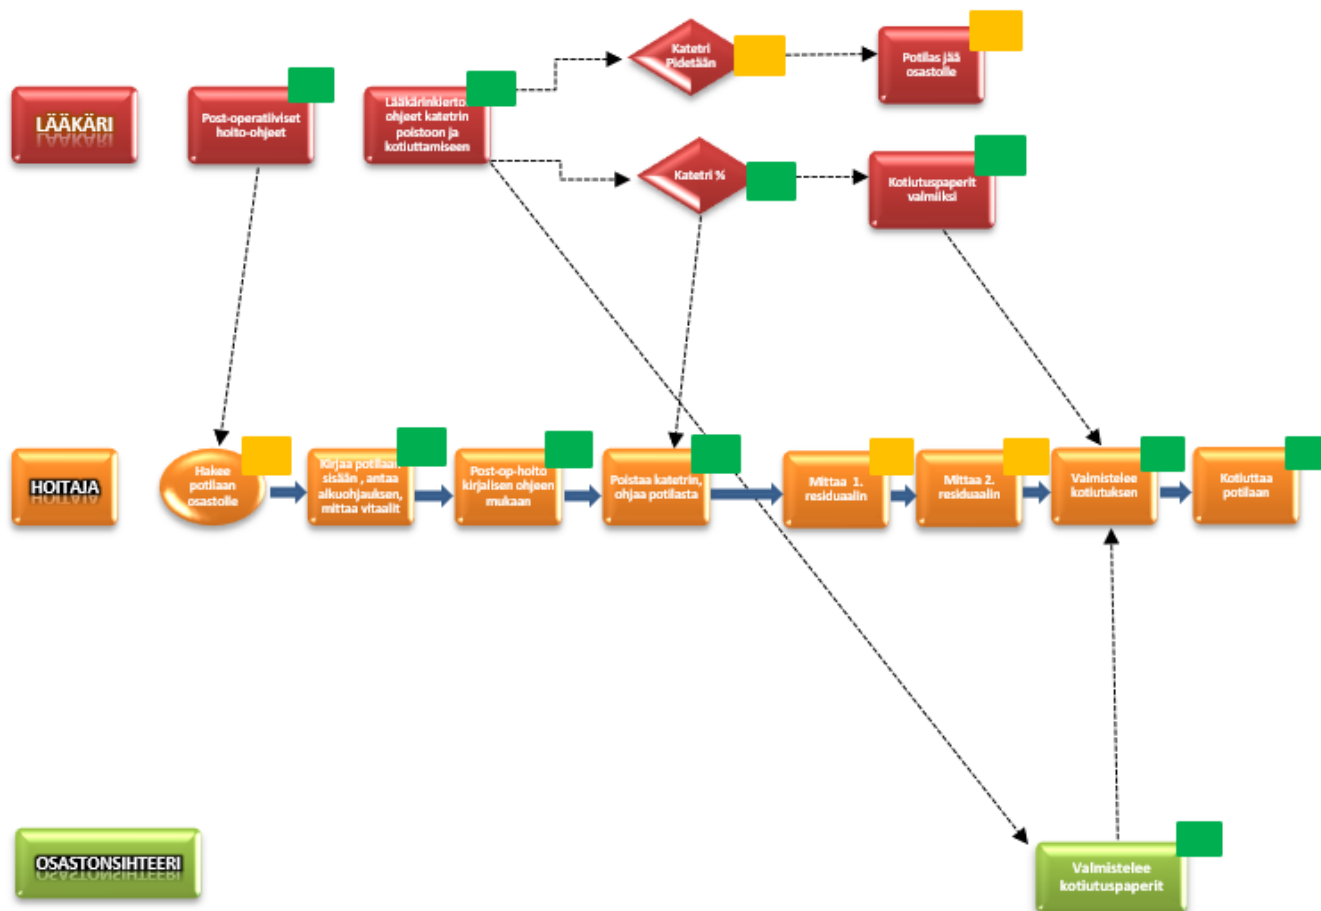 Katetri
Pidetään
Potilas jää
osastolle
LÄÄKÄRI
Post-operatiiviset
hoito-ohjeet
Lääkärinkierto
ohjeet katetrin
poistoon ja
kotiuttamiseen
Katetri %
Kotiutuspaperit
valmiiksi
HOITAJA
Hakee
potilaan
osastolle
Kirjaa potilaan
sisään , antaa
alkuohjauksen,
mittaa vitaalit
Post-op-hoito
kirjalisen ohjeen
mukaan
Poistaa katetrin,
ohjaa potilasta
Mittaa 1.
residuaalin
Mittaa 2.
residuaalin
Valmistelee
kotiutuksen
Kotiuttaa
potilaan
OSASTONSIHTEERI
Valmistelee
kotiutuspaperit